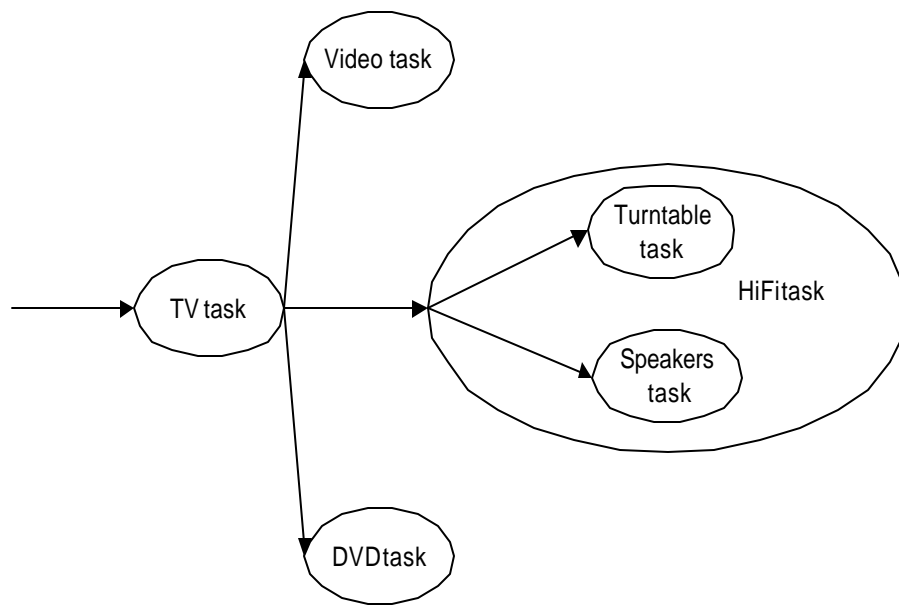 Video task
Turntable
task
HiFitask
TV task
Speakers
task
DVDtask